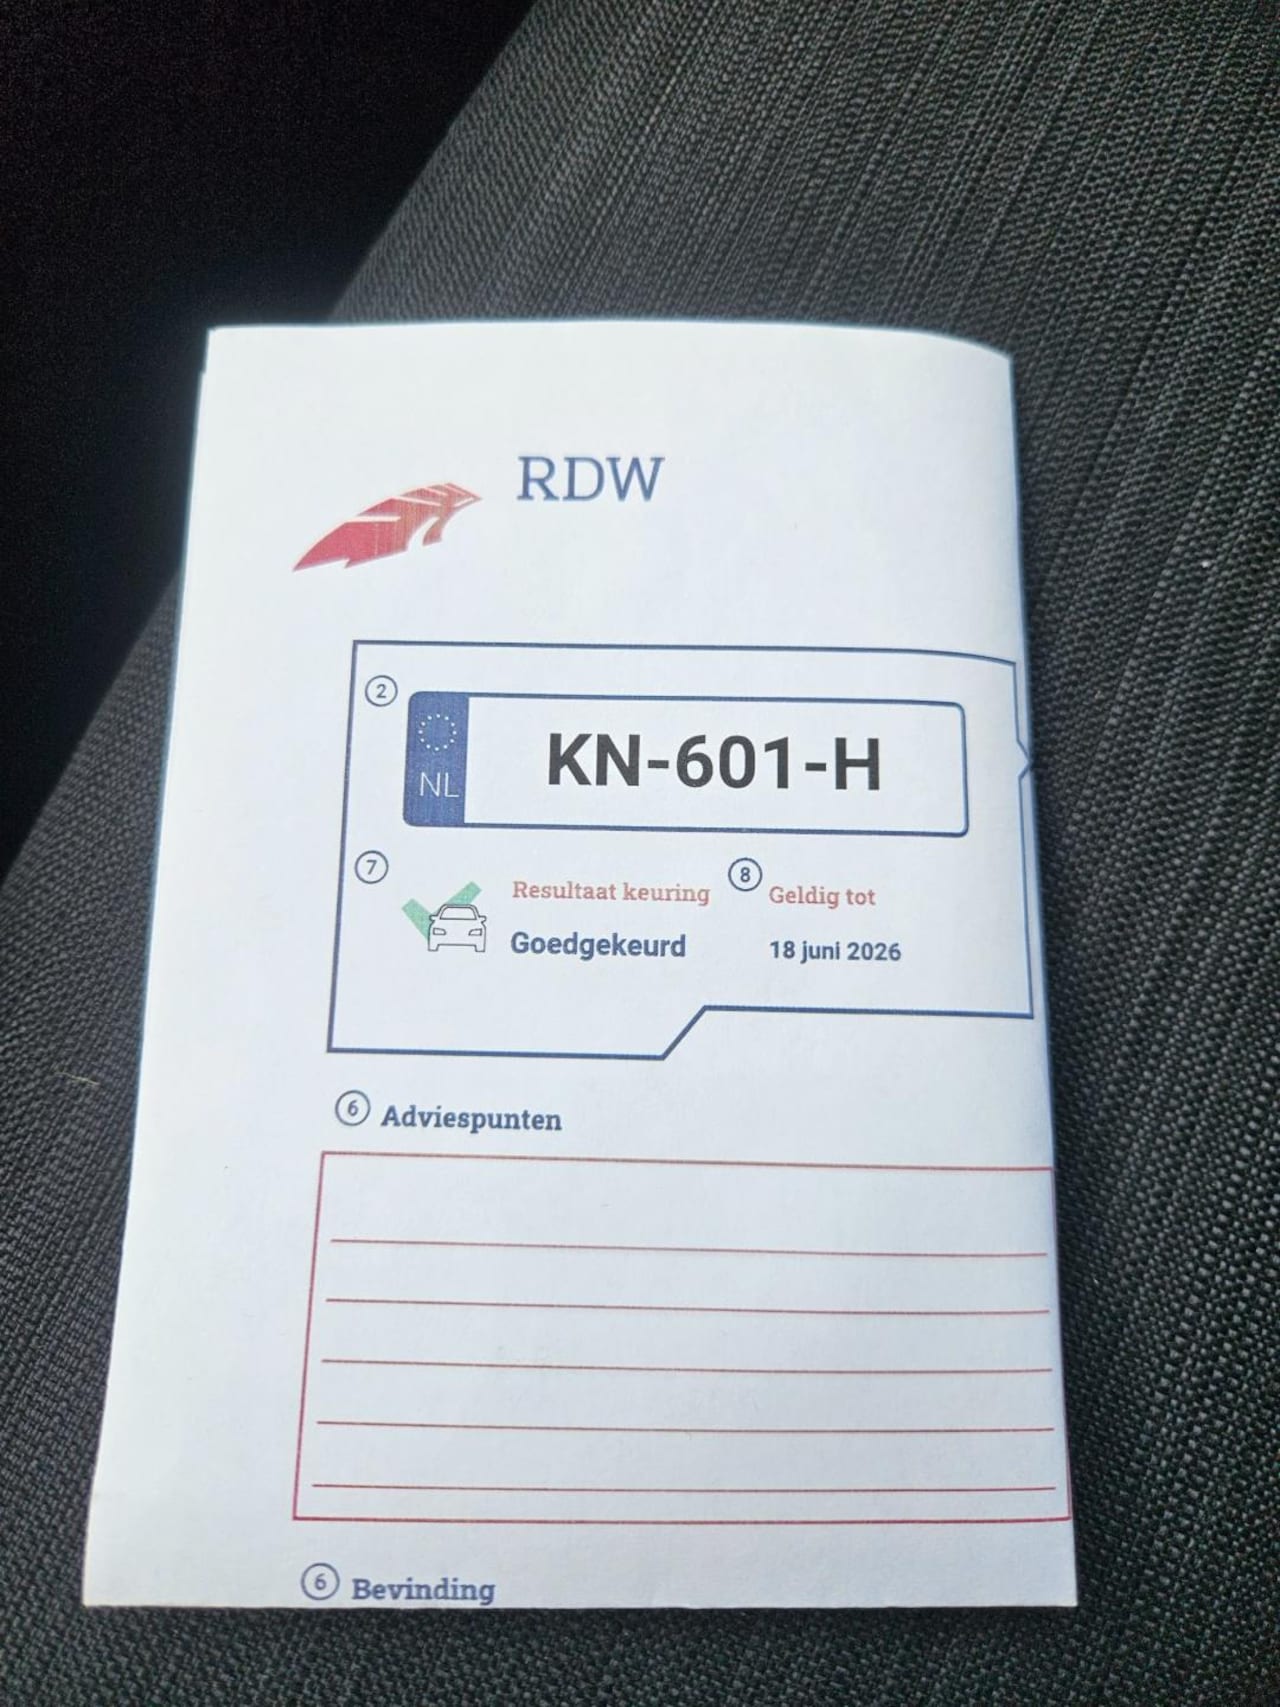 RDW
2
NL
KN-601-H
7
Resultaat keuring
Goedgekeurd
8
Geldig tot
18 juni 2026
6 Adviespunten
6 Bevinding